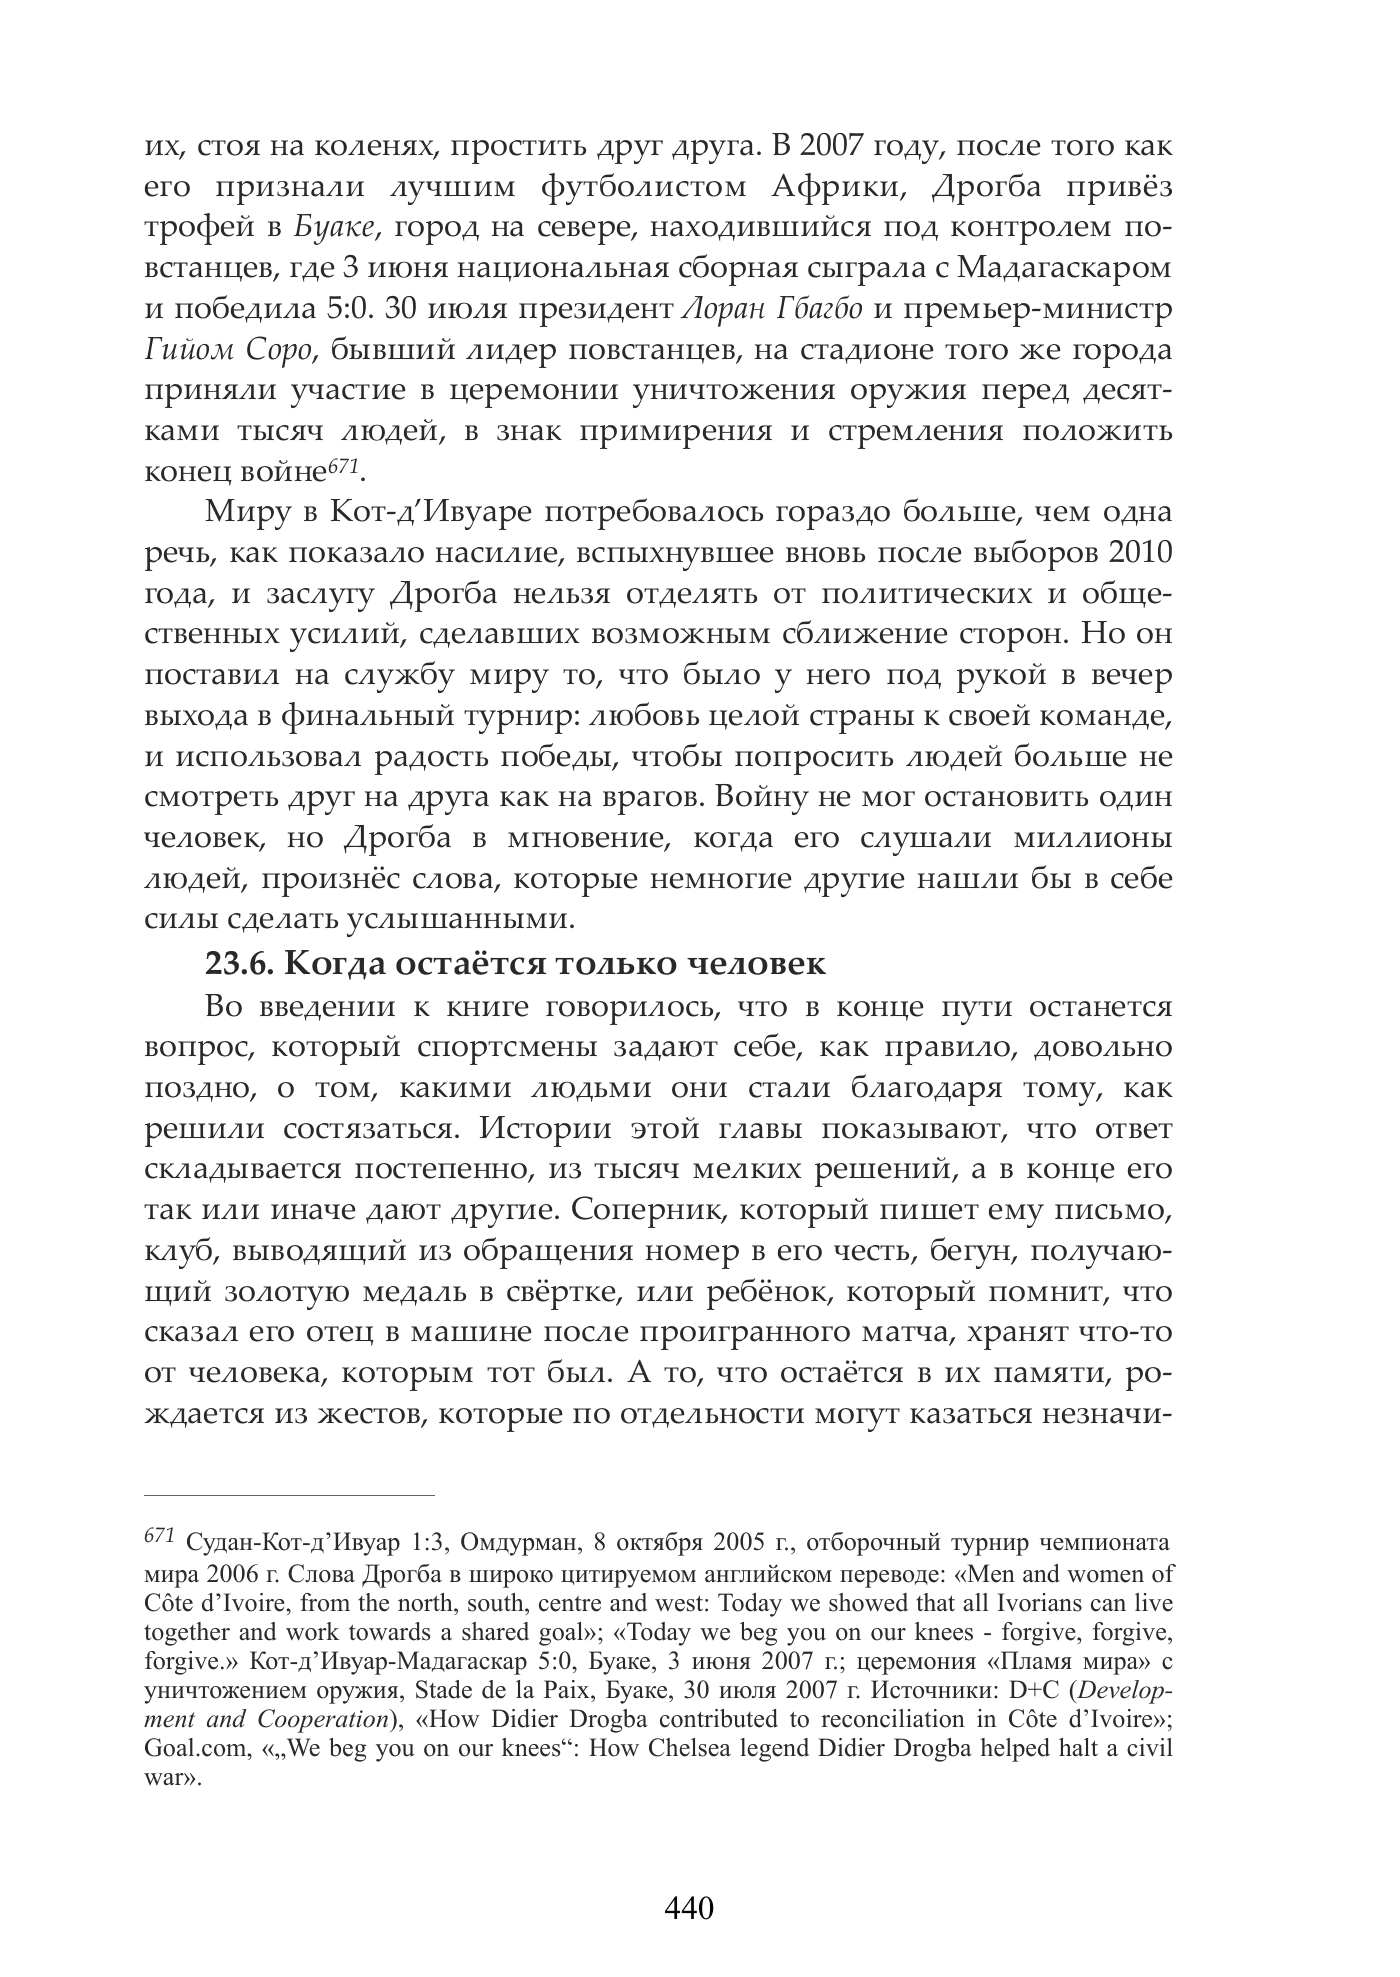 их, стоя на коленях, простить друг друга. В 2007 году, после того как
его признали лучшим футболистом Африки, Дрогба привёз
трофей в Буаке, город на севере, находившийся под контролем по-
встанцев, где 3 июня национальная сборная сыграла с Мадагаскаром
и победила 5:0. 30 июля президент Лоран Гбагбо и премьер-министр
Гийом Соро, бывший лидер повстанцев, на стадионе того же города
приняли участие в церемонии уничтожения оружия перед десят-
ками тысяч людей, в знак примирения и стремления положить
конец войне671.
Миру в Кот-д’Ивуаре потребовалось гораздо больше, чем одна
речь, как показало насилие, вспыхнувшее вновь после выборов 2010
года, и заслугу Дрогба нельзя отделять от политических и обще-
ственных усилий, сделавших возможным сближение сторон. Но он
поставил на службу миру то, что было у него под рукой в вечер
выхода в финальный турнир: любовь целой страны к своей команде,
и использовал радость победы, чтобы попросить людей больше не
смотреть друг на друга как на врагов. Войну не мог остановить один
человек, но Дрогба в мгновение, когда его слушали миллионы
людей, произнёс слова, которые немногие другие нашли бы в себе
силы сделать услышанными.
23.6. Когда остаётся только человек
Во введении к книге говорилось, что в конце пути останется
вопрос, который спортсмены задают себе, как правило, довольно
поздно, о том, какими людьми они стали благодаря тому, как
решили состязаться. Истории этой главы показывают, что ответ
складывается постепенно, из тысяч мелких решений, а в конце его
так или иначе дают другие. Соперник, который пишет ему письмо,
клуб, выводящий из обращения номер в его честь, бегун, получаю-
щий золотую медаль в свёртке, или ребёнок, который помнит, что
сказал его отец в машине после проигранного матча, хранят что-то
от человека, которым тот был. А то, что остаётся в их памяти, ро-
ждается из жестов, которые по отдельности могут казаться незначи-
671 Судан-Кот-д’Ивуар 1:3, Омдурман, 8 октября 2005 г., отборочный турнир чемпионата
мира 2006 г. Слова Дрогба в широко цитируемом английском переводе: «Men and women of
Côte d’Ivoire, from the north, south, centre and west: Today we showed that all Ivorians can live
together and work towards a shared goal»; «Today we beg you on our knees - forgive, forgive,
forgive.» Кот-д’Ивуар-Мадагаскар 5:0, Буаке, 3 июня 2007 г.; церемония «Пламя мира» с
уничтожением оружия, Stade de la Paix, Буаке, 30 июля 2007 г. Источники: D+C (Develop-
ment and Cooperation), «How Didier Drogba contributed to reconciliation in Côte d’Ivoire»;
Goal.com, «„We beg you on our knees“: How Chelsea legend Didier Drogba helped halt a civil
war».
440